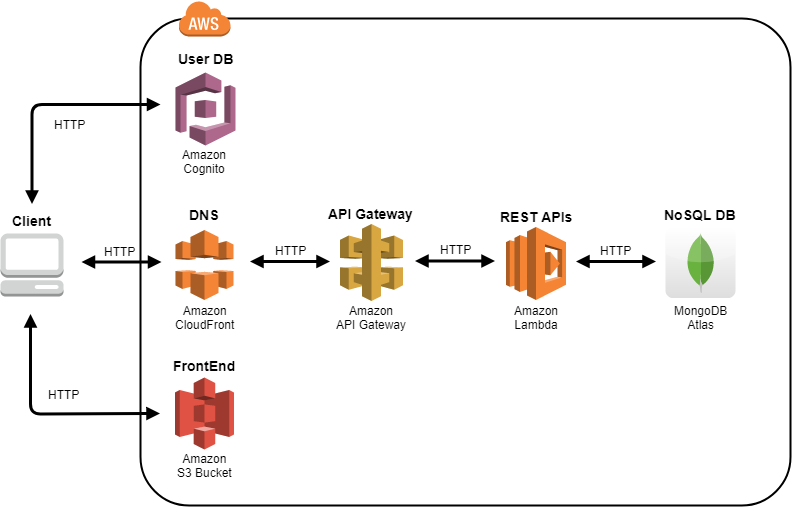 AWS
User DB
HTTP
Amazon
Cognito
Client
DNS
API Gateway
REST APIs
NoSQL DB
HTTP
HTTP
HTTP
HTTP
Amazon
CloudFront
Amazon
API Gateway
Amazon
Lambda
MongoDB
Atlas
FrontEnd
HTTP
Amazon
S3 Bucket